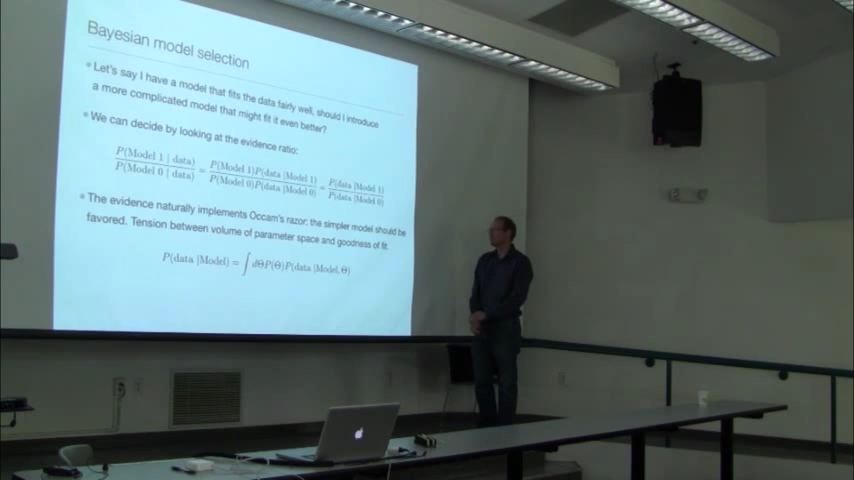 Bayesian model selection
• Let's say I have a model that fits the data fairly well, should I introduce
a more complicated model that might fit it even better?
• We can decide by looking at the evidence ratio:
P(Model 1 | data) / P(Model 0 | data) = P(Model 1)P(data |Model 1) / P(Model 0)P(data |Model 0) = P(data |Model 1) / P(data |Model 0)
• The evidence naturally implements Occam's razor: the simpler model should be
favored. Tension between volume of parameter space and goodness of fit.
P(data |Model) = ∫ dΘP(Θ)P(data |Model, Θ)